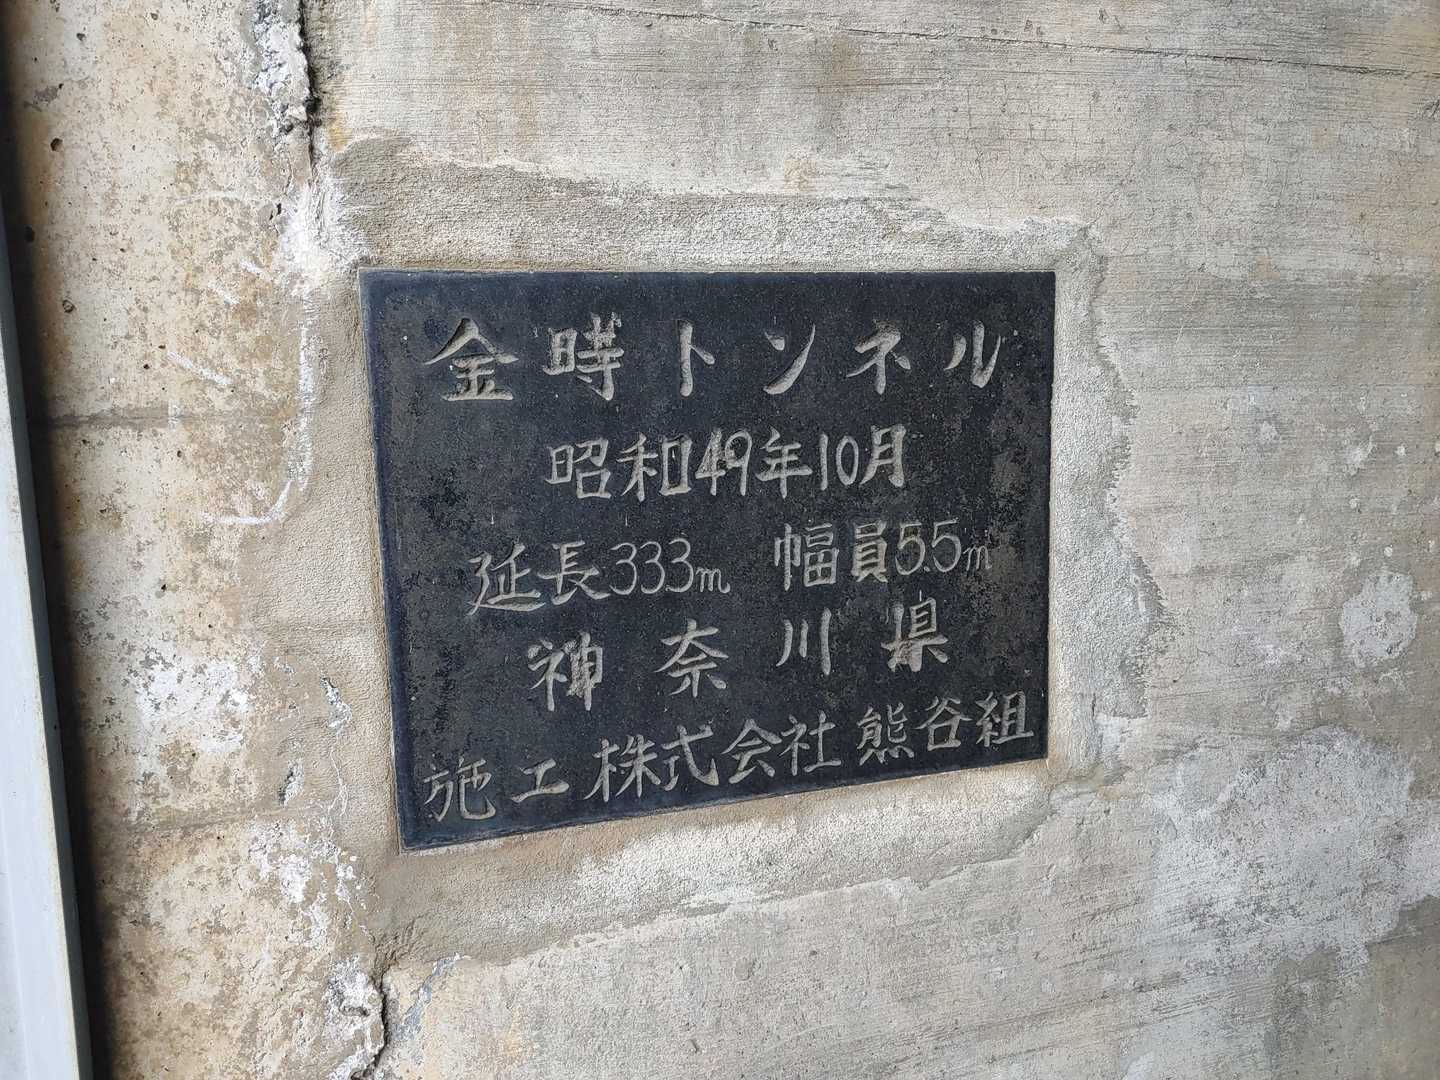 金時トンネル
昭和49年10月
延長333m 幅員5.5m
神奈川県
施工 株式会社 熊谷組